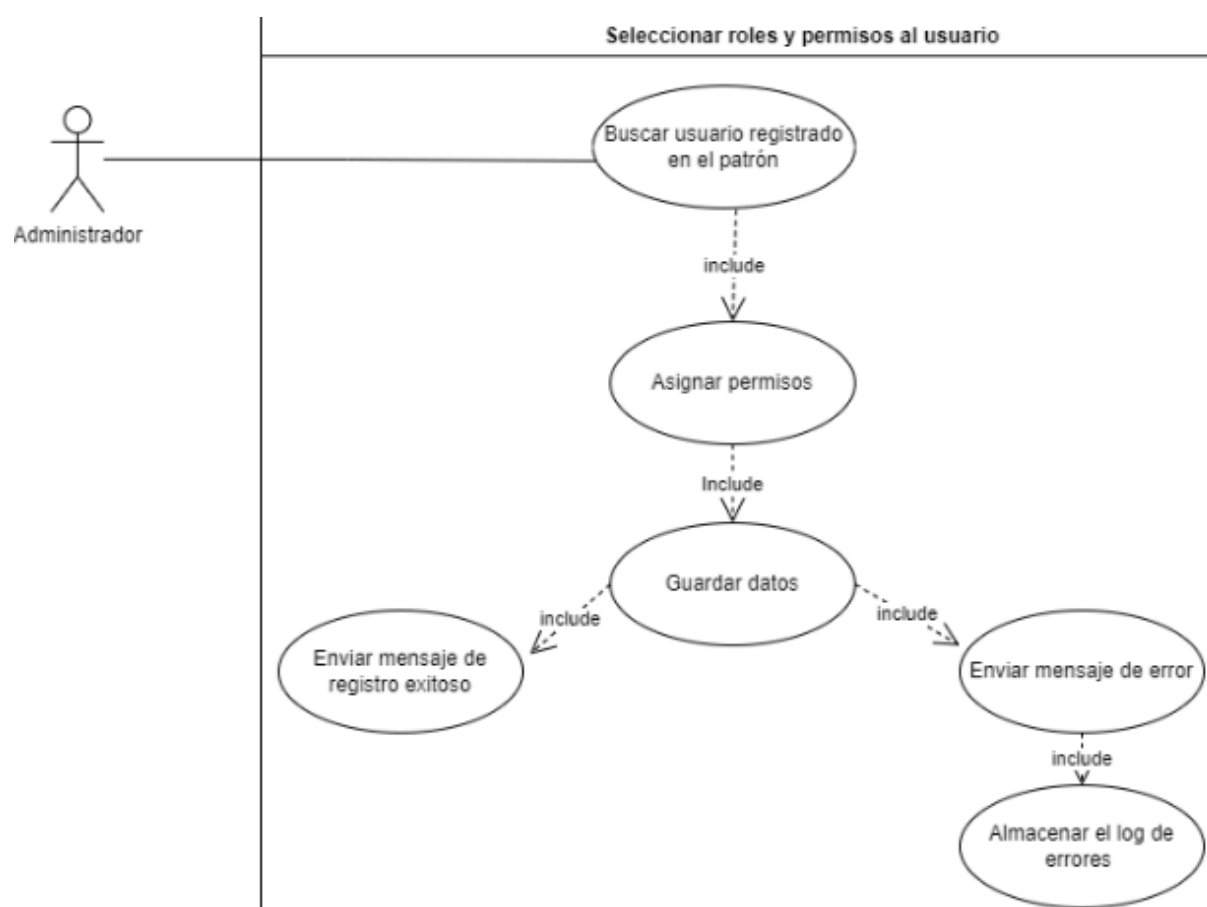 Seleccionar roles y permisos al usuario
Buscar usuario registrado
en el patrón
Administrador
include
Asignar permisos
Include
Guardar datos
include
include
Enviar mensaje de
registro exitoso
Enviar mensaje de error
include
Almacenar el log de
errores